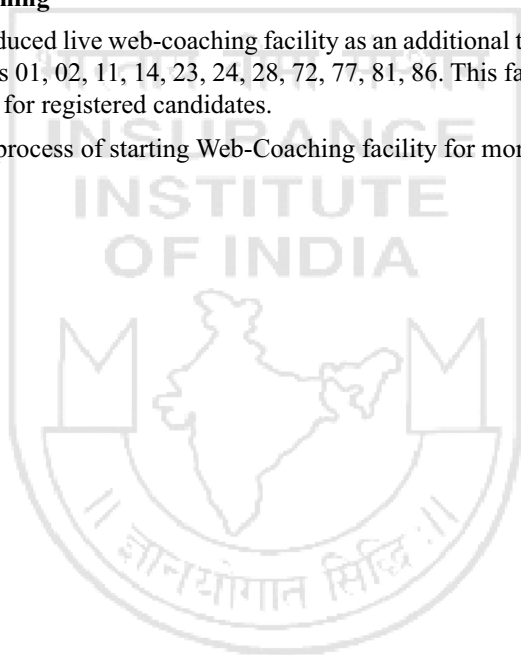 duced live web-coaching facility as an additional t
s 01, 02, 11, 14, 23, 24, 28, 72, 77, 81, 86. This fa
for registered candidates.
INSURANCE
process of starting Web-Coaching facility for mor
INSTITUTE
OF INDIA
॥ ज्ञानयोगात सिद्धि :॥